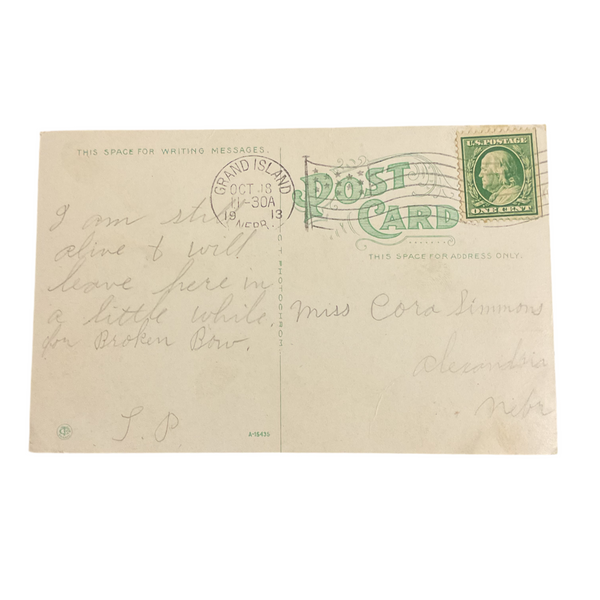 THIS SPACE FOR WRITING MESSAGES.
GRAND ISLAND
OCT 18
11-30A
19 13
NEBR.
U.S. POSTAGE
ONE CENT
POST
CARD
THIS SPACE FOR ADDRESS ONLY.
I am still
alive & will
leave here in
a little while
for Broken Bow.
Miss Cora Simmons
Alexandria
Nebr
A-16435